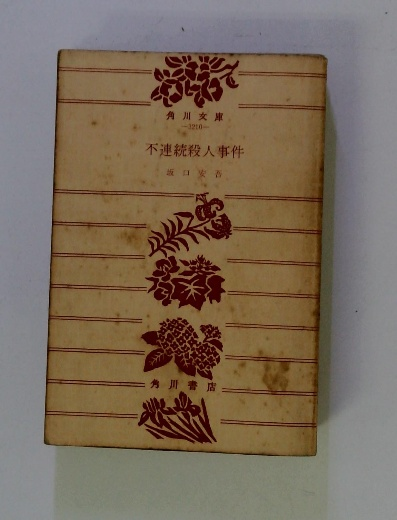 角川文庫
—3210—
不連続殺人事件
坂口安吾
角川書店